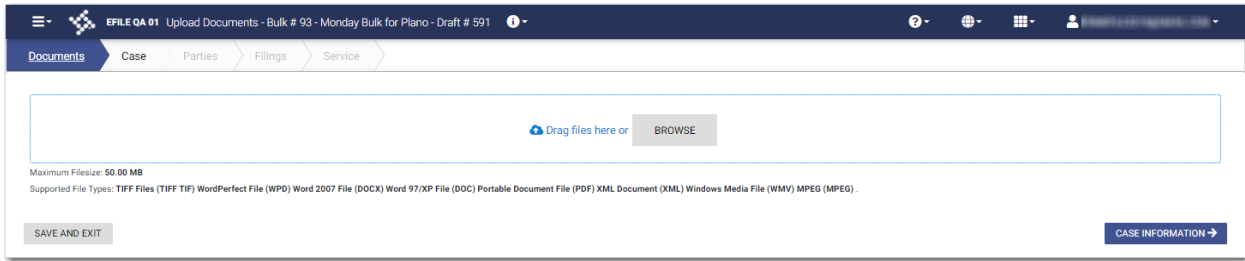 EFILE QA 01 Upload Documents - Bulk # 93 - Monday Bulk for Plano - Draft # 591
Documents Case Parties Filings Service
Drag files here or BROWSE
Maximum Filesize: 50.00 MB
Supported File Types: TIFF Files (TIFF TIF) WordPerfect File (WPD) Word 2007 File (DOCX) Word 97/XP File (DOC) Portable Document File (PDF) XML Document (XML) Windows Media File (WMV) MPEG (MPEG) .
SAVE AND EXIT CASE INFORMATION →